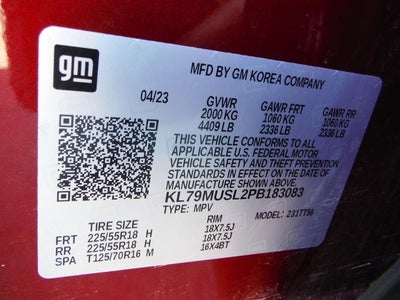 gm
MFD BY GM KOREA COMPANY
04/23 GVWR GAWR FRT GAWR RR
2000 KG 1060 KG 1060 KG
4409 LB 2336 LB 2336 LB
THIS VEHICLE CONFORMS TO ALL
APPLICABLE U.S. FEDERAL MOTOR
VEHICLE SAFETY AND THEFT PREVENTION
STANDARDS IN EFFECT ON THE DATE
OF MANUFACTURE SHOWN ABOVE.
KL79MUSL2PB183083
TYPE: MPV MODEL: 231TT56
TIRE SIZE RIM
FRT 225/55R18 H 18X7.5J
RR 225/55R18 H 18X7.5J
SPA T125/70R16 M 16X4BT